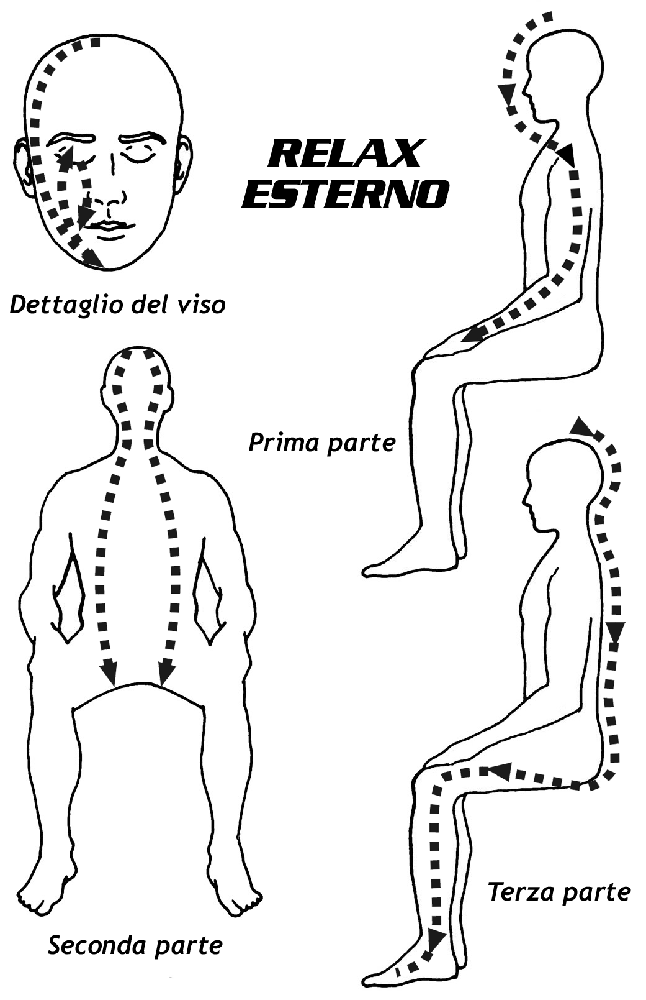 RELAX
ESTERNO
Dettaglio del viso
Prima parte
Seconda parte
Terza parte